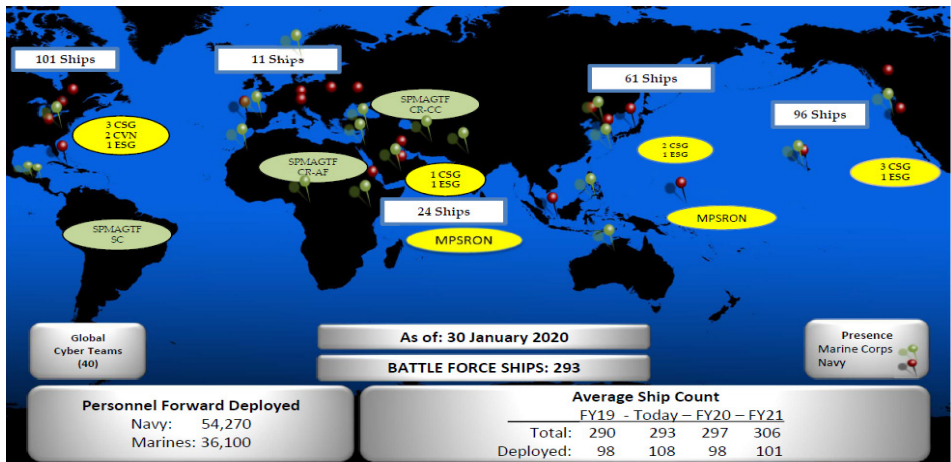 101 Ships
11 Ships
61 Ships
96 Ships
3 CSG
2 CVN
1 ESG
SPMAGTF
CR-CC
SPMAGTF
CR-AF
1 CSG
1 ESG
2 CSG
1 ESG
3 CSG
1 ESG
24 Ships
SPMAGTF
SC
MPSRON
MPSRON
Global
Cyber Teams
(40)
As of: 30 January 2020
BATTLE FORCE SHIPS: 293
Presence
Marine Corps
Navy
Personnel Forward Deployed
Navy: 54,270
Marines: 36,100
Average Ship Count
FY19 - Today – FY20 – FY21
Total: 290 293 297 306
Deployed: 98 108 98 101